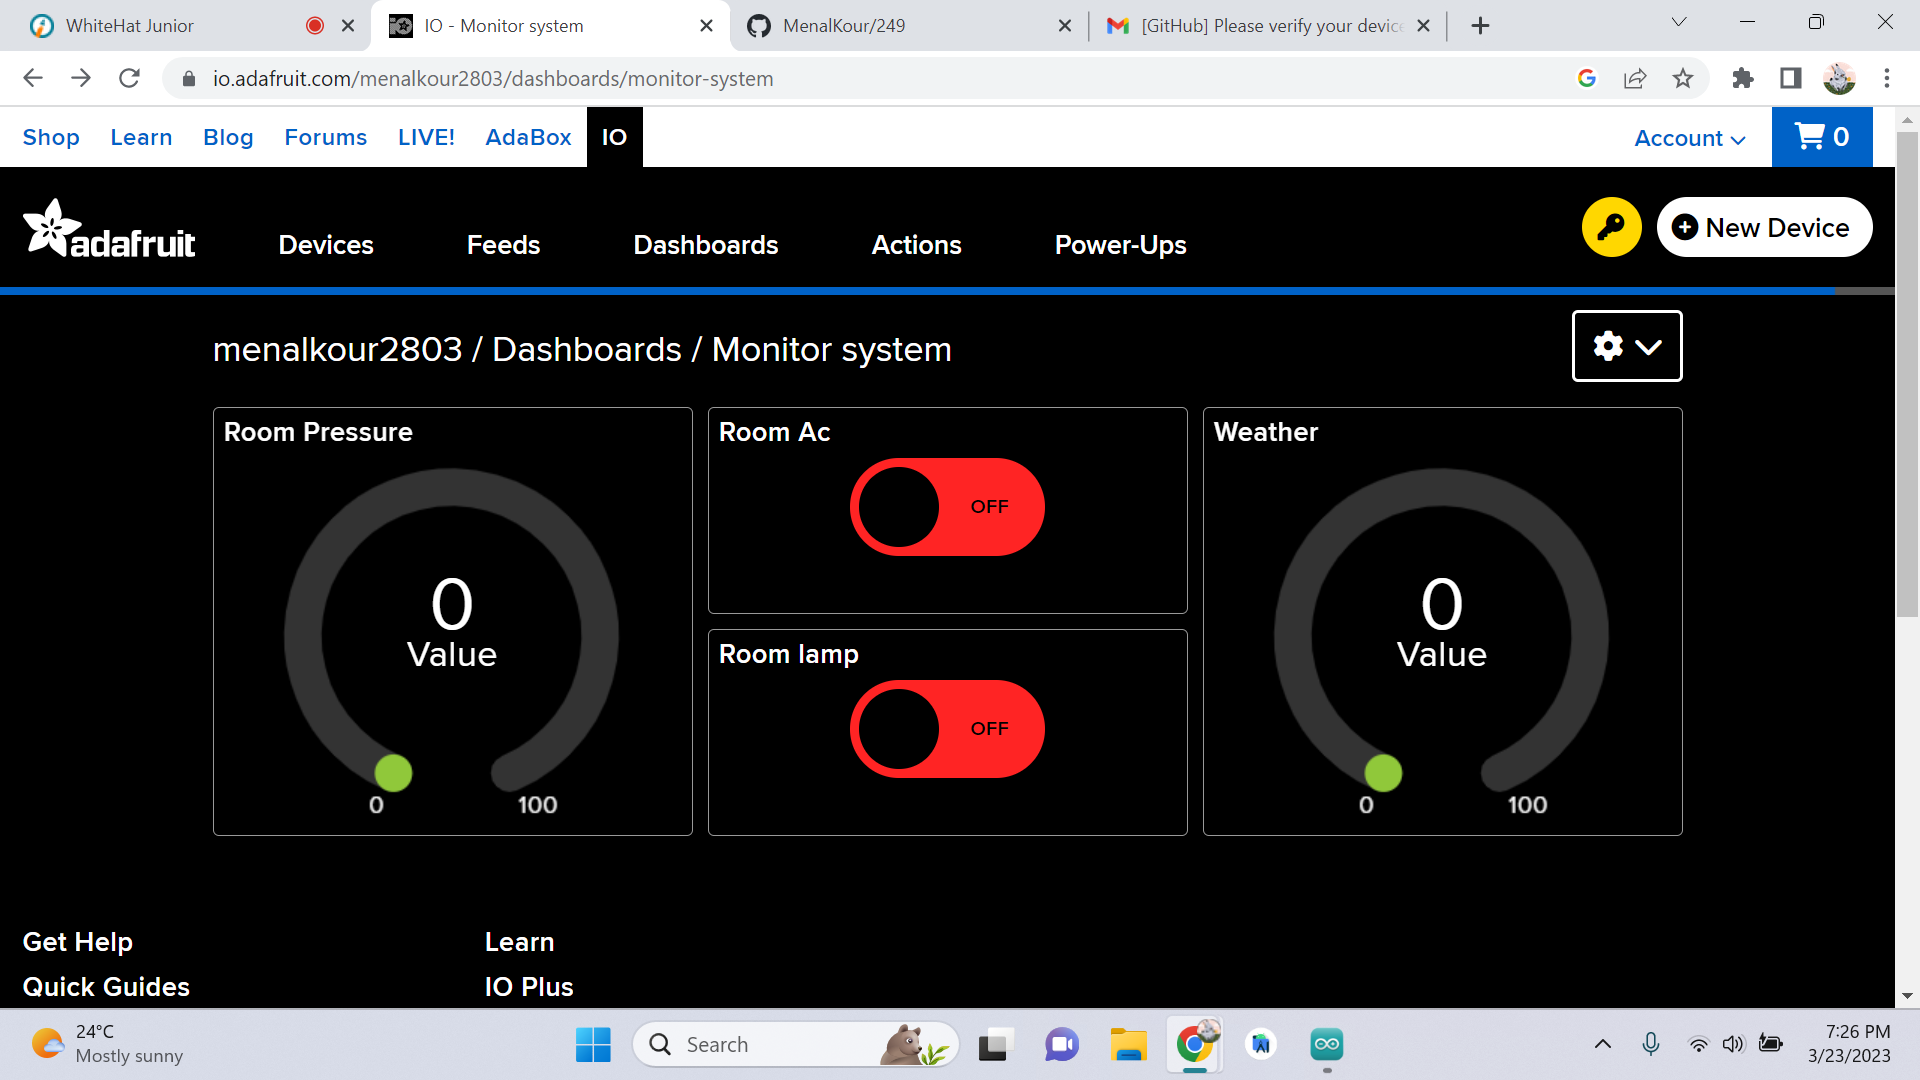 WhiteHat Junior
IO - Monitor system
MenalKour/249
[GitHub] Please verify your device
io.adafruit.com/menalkour2803/dashboards/monitor-system
Shop Learn Blog Forums LIVE! AdaBox IO Account 0
adafruit Devices Feeds Dashboards Actions Power-Ups New Device
menalkour2803 / Dashboards / Monitor system
Room Pressure
0
Value
0 100
Room Ac
OFF
Room lamp
OFF
Weather
0
Value
0 100
Get Help Learn
Quick Guides IO Plus
24°C
Mostly sunny
Search
7:26 PM
3/23/2023